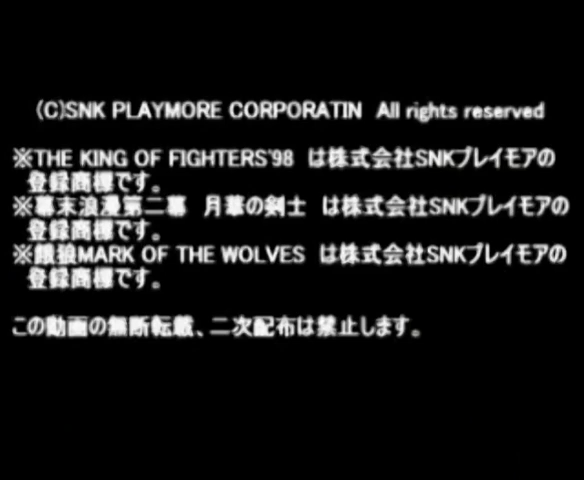 (C)SNK PLAYMORE CORPORATIN All rights reserved
※THE KING OF FIGHTERS'98 は株式会社SNKプレイモアの
登録商標です。
※幕末浪漫第二幕 月華の剣士 は株式会社SNKプレイモアの
登録商標です。
※餓狼MARK OF THE WOLVES は株式会社SNKプレイモアの
登録商標です。
この動画の無断転載、二次配布は禁止します。